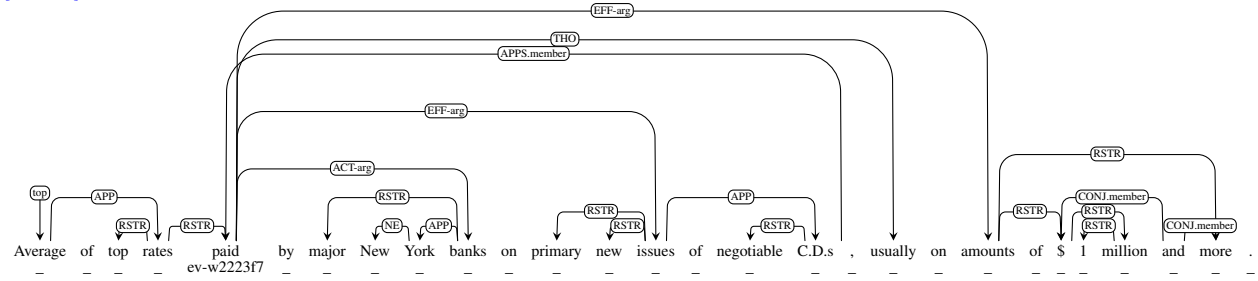 EFF-arg
THO
APPS.member
EFF-arg
ACT-arg
RSTR
top APP RSTR APP CONJ.member
RSTR RSTR RSTR NE APP RSTR RSTR RSTR RSTR RSTR CONJ.member
RSTR
Average of top rates paid by major New York banks on primary new issues of negotiable C.D.s , usually on amounts of $ 1 million and more .
_ _ _ _ ev-w2223f7 _ _ _ _ _ _ _ _ _ _ _ _ _ _ _ _ _ _ _ _ _ _ _